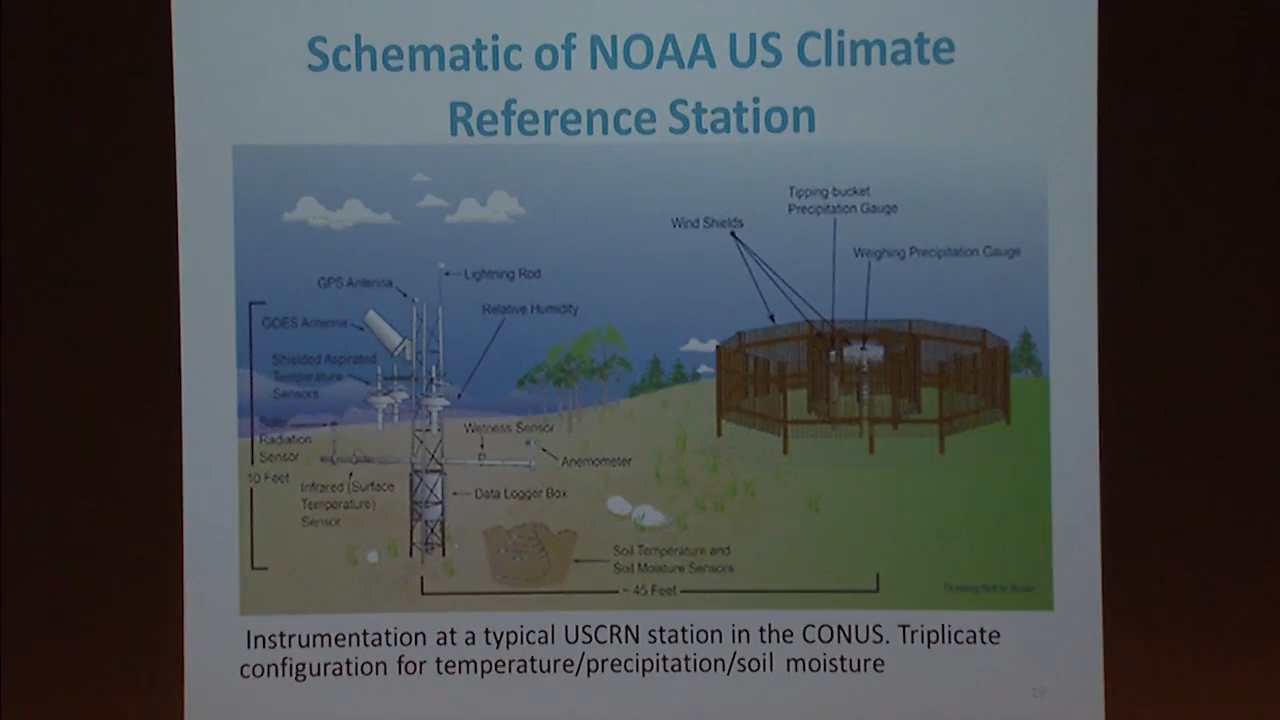 Schematic of NOAA US Climate
Reference Station
Tipping-bucket
Precipitation Gauge
Wind Shields
Weighing Precipitation Gauge
Lightning Rod
GPS Antenna
Relative Humidity
GOES Antenna
Shielded Aspirated
Temperature
Sensors
Solar
Radiation
Sensor
Wetness Sensor
Anemometer
10 Feet
Infrared (Surface
Temperature)
Sensor
Data Logger Box
Soil Temperature and
Soil Moisture Sensors
~ 45 Feet
Drawing Not to Scale
Instrumentation at a typical USCRN station in the CONUS. Triplicate
configuration for temperature/precipitation/soil moisture
19